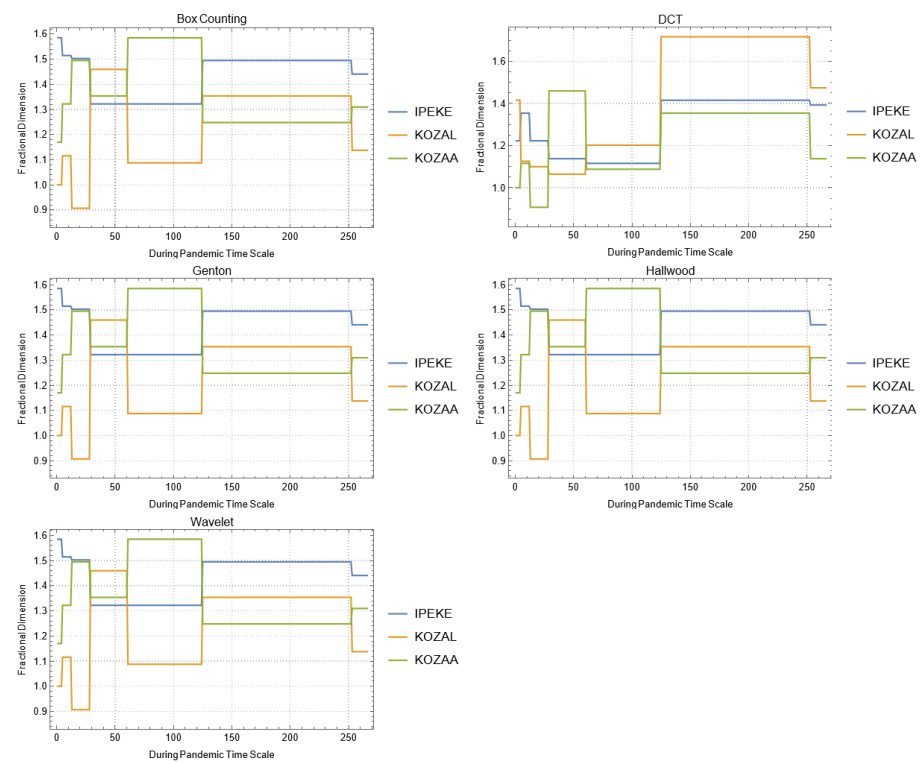 Box Counting
Fractional Dimension
1.6
1.5
1.4
1.3
1.2
1.1
1.0
0.9
0 50 100 150 200 250
During Pandemic Time Scale
IPEKE
KOZAL
KOZAA
DCT
Fractional Dimension
1.6
1.4
1.2
1.0
0 50 100 150 200 250
During Pandemic Time Scale
IPEKE
KOZAL
KOZAA
Genton
Fractional Dimension
1.6
1.5
1.4
1.3
1.2
1.1
1.0
0.9
0 50 100 150 200 250
During Pandemic Time Scale
IPEKE
KOZAL
KOZAA
Hallwood
Fractional Dimension
1.6
1.5
1.4
1.3
1.2
1.1
1.0
0.9
0 50 100 150 200 250
During Pandemic Time Scale
IPEKE
KOZAL
KOZAA
Wavelet
Fractional Dimension
1.6
1.5
1.4
1.3
1.2
1.1
1.0
0.9
0 50 100 150 200 250
During Pandemic Time Scale
IPEKE
KOZAL
KOZAA